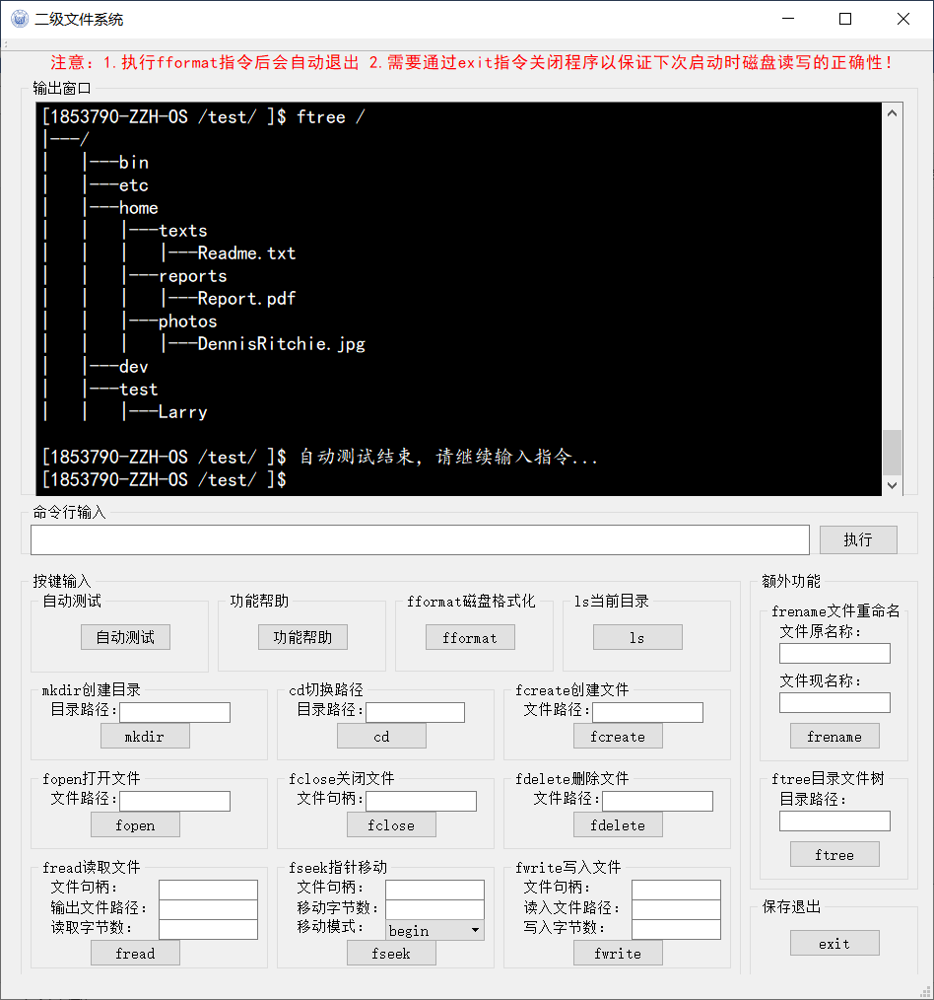 二级文件系统
注意：1.执行fformat指令后会自动退出 2.需要通过exit指令关闭程序以保证下次启动时磁盘读写的正确性！
输出窗口
[1853790-ZZH-OS /test/ ]$ ftree /
|---/
|   |---bin
|   |---etc
|   |---home
|   |   |---texts
|   |   |   |---Readme.txt
|   |   |---reports
|   |   |   |---Report.pdf
|   |   |---photos
|   |   |   |---DennisRitchie.jpg
|   |---dev
|   |---test
|   |   |---Larry
[1853790-ZZH-OS /test/ ]$ 自动测试结束，请继续输入指令...
[1853790-ZZH-OS /test/ ]$
命令行输入
执行
按键输入
自动测试
自动测试
功能帮助
功能帮助
fformat磁盘格式化
fformat
ls当前目录
ls
mkdir创建目录
目录路径：
mkdir
cd切换路径
目录路径：
cd
fcreate创建文件
文件路径：
fcreate
fopen打开文件
文件路径：
fopen
fclose关闭文件
文件句柄：
fclose
fdelete删除文件
文件路径：
fdelete
fread读取文件
文件句柄：
输出文件路径：
读取字节数：
fread
fseek指针移动
文件句柄：
移动字节数：
移动模式： begin
fseek
fwrite写入文件
文件句柄：
读入文件路径：
写入字节数：
fwrite
额外功能
frename文件重命名
文件原名称：
文件现名称：
frename
ftree目录文件树
目录路径：
ftree
保存退出
exit